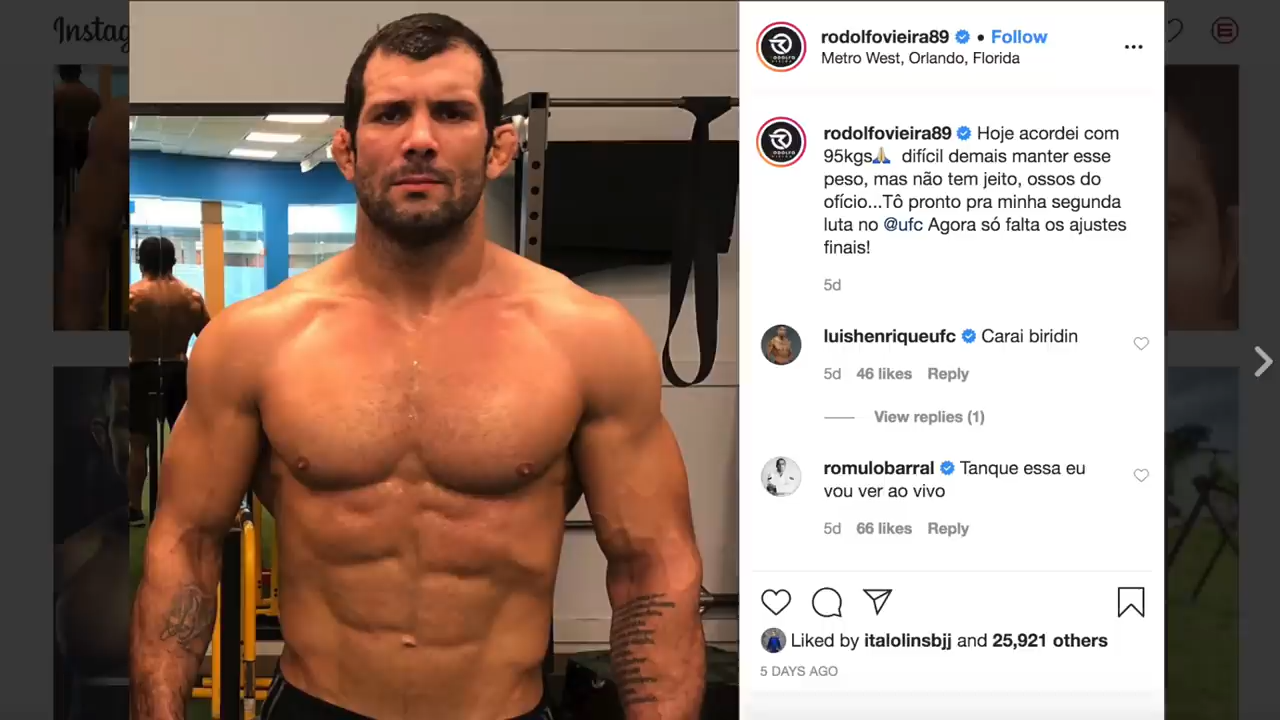 Instag
rodolfovieira89 • Follow
Metro West, Orlando, Florida
rodolfovieira89 Hoje acordei com
95kgs🙏🏼 difícil demais manter esse
peso, mas não tem jeito, ossos do
ofício...Tô pronto pra minha segunda
luta no @ufc Agora só falta os ajustes
finais!
5d
luishenriqueufc Carai biridin
5d 46 likes Reply
View replies (1)
romulobarral Tanque essa eu
vou ver ao vivo
5d 66 likes Reply
Liked by italolinsbjj and 25,921 others
5 DAYS AGO